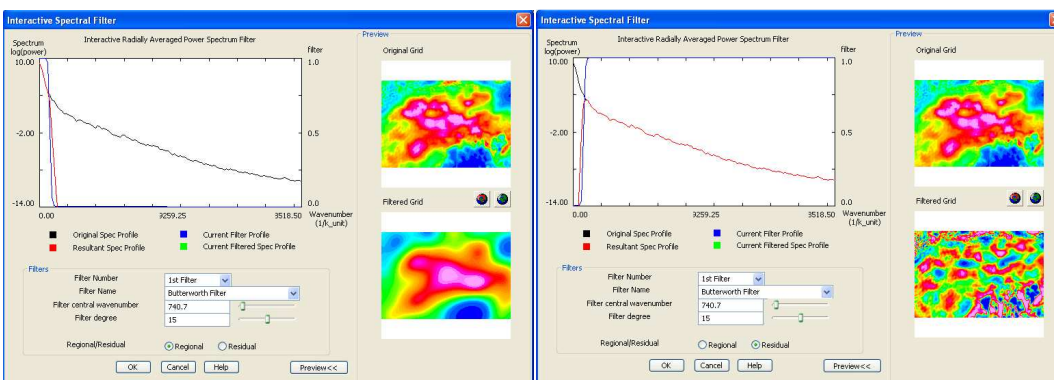 Interactive Spectral Filter
Spectrum
log(power)
Interactive Radially Averaged Power Spectrum Filter
filter
Preview
Original Grid
10.00
1.0
-2.00
0.5
-14.00
0.0
0.00
3259.25
3518.50
Wavenumber
(1/k_unit)
Filtered Grid
Original Spec Profile
Current Filter Profile
Resultant Spec Profile
Current Filtered Spec Profile
Filters
Filter Number
1st Filter
Filter Name
Butterworth Filter
Filter central wavenumber
740.7
Filter degree
15
Regional/Residual
Regional
Residual
OK
Cancel
Help
Preview<<
Interactive Spectral Filter
Spectrum
log(power)
Interactive Radially Averaged Power Spectrum Filter
filter
Preview
Original Grid
10.00
1.0
-2.00
0.5
-14.00
0.0
0.00
3259.25
3518.50
Wavenumber
(1/k_unit)
Filtered Grid
Original Spec Profile
Current Filter Profile
Resultant Spec Profile
Current Filtered Spec Profile
Filters
Filter Number
1st Filter
Filter Name
Butterworth Filter
Filter central wavenumber
740.7
Filter degree
15
Regional/Residual
Regional
Residual
OK
Cancel
Help
Preview<<